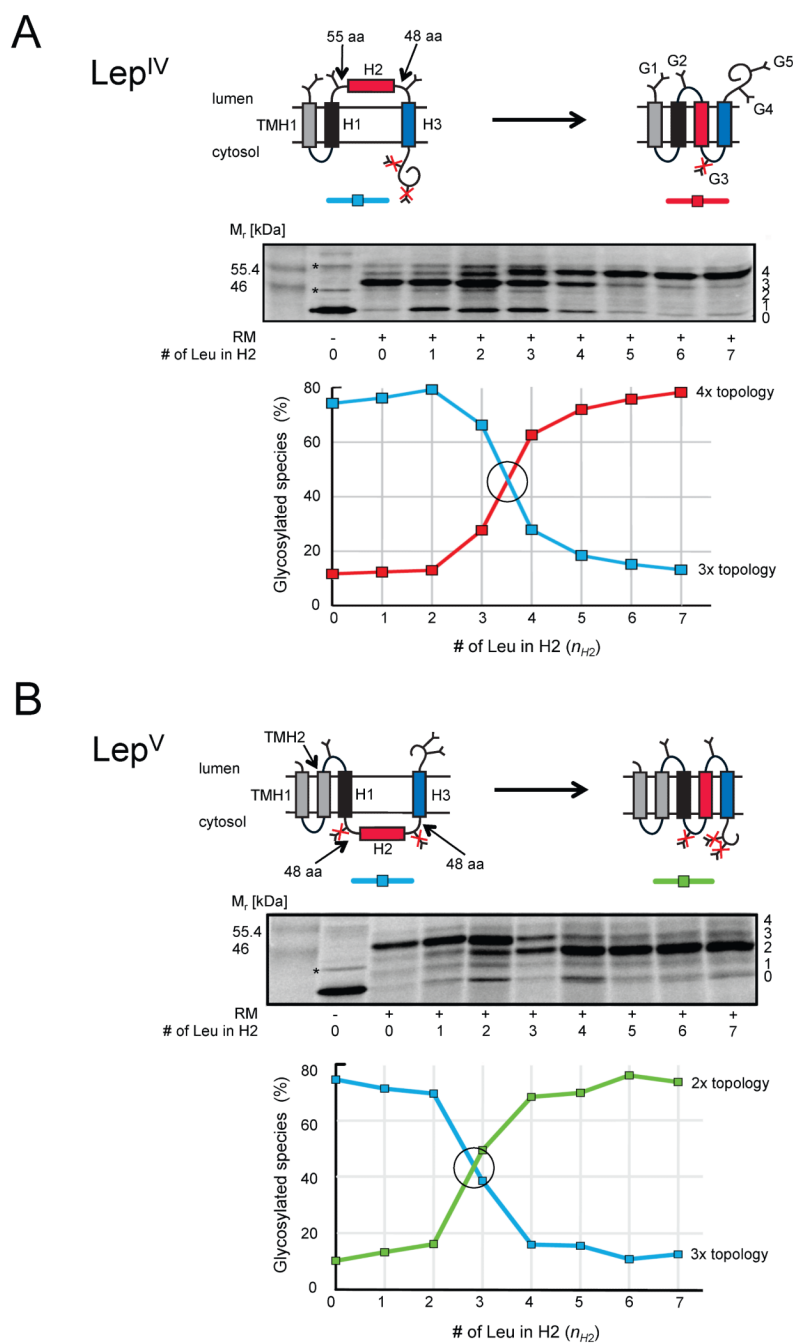 A
Lep^IV
55 aa
48 aa
H2
G1
G2
G5
lumen
TMH1
H1
H3
G4
cytosol
G3
M_r [kDa]
55.4
46
*
*
4
3
2
1
0
RM - + + + + + + + +
# of Leu in H2 0 0 1 2 3 4 5 6 7
80
60
40
20
0
Glycosylated species (%)
4x topology
3x topology
0 1 2 3 4 5 6 7
# of Leu in H2 (n_H2)
B
Lep^V
TMH2
lumen
TMH1
H1
H3
cytosol
H2
48 aa
48 aa
M_r [kDa]
55.4
46
*
4
3
2
1
0
RM - + + + + + + + +
# of Leu in H2 0 0 1 2 3 4 5 6 7
80
60
40
20
0
Glycosylated species (%)
2x topology
3x topology
0 1 2 3 4 5 6 7
# of Leu in H2 (n_H2)